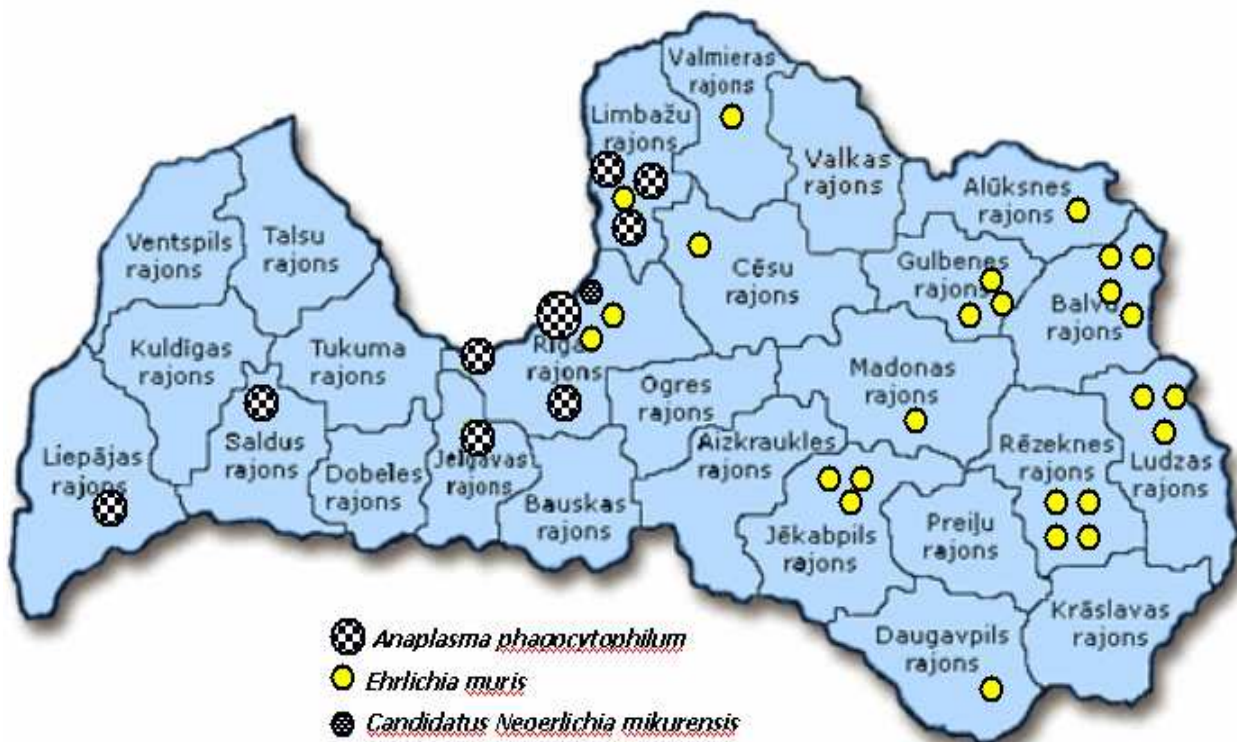 Valmieras
rajons
Limbažu
rajons
Valkas
rajons
Alūksnes
rajons
Ventspils
rajons
Talsu
rajons
Cēsu
rajons
Gulbenes
rajons
Balvu
rajons
Kuldīgas
rajons
Tukuma
rajons
Rīgas
rajons
Ogres
rajons
Madonas
rajons
Liepājas
rajons
Saldus
rajons
Dobeles
rajons
Jelgavas
rajons
Bauskas
rajons
Aizkraukles
rajons
Jēkabpils
rajons
Preiļu
rajons
Rēzeknes
rajons
Ludzas
rajons
Daugavpils
rajons
Krāslavas
rajons
Anaplasma phagocytophilum
Ehrlichia muris
Candidatus Neoerlichia mikurensis